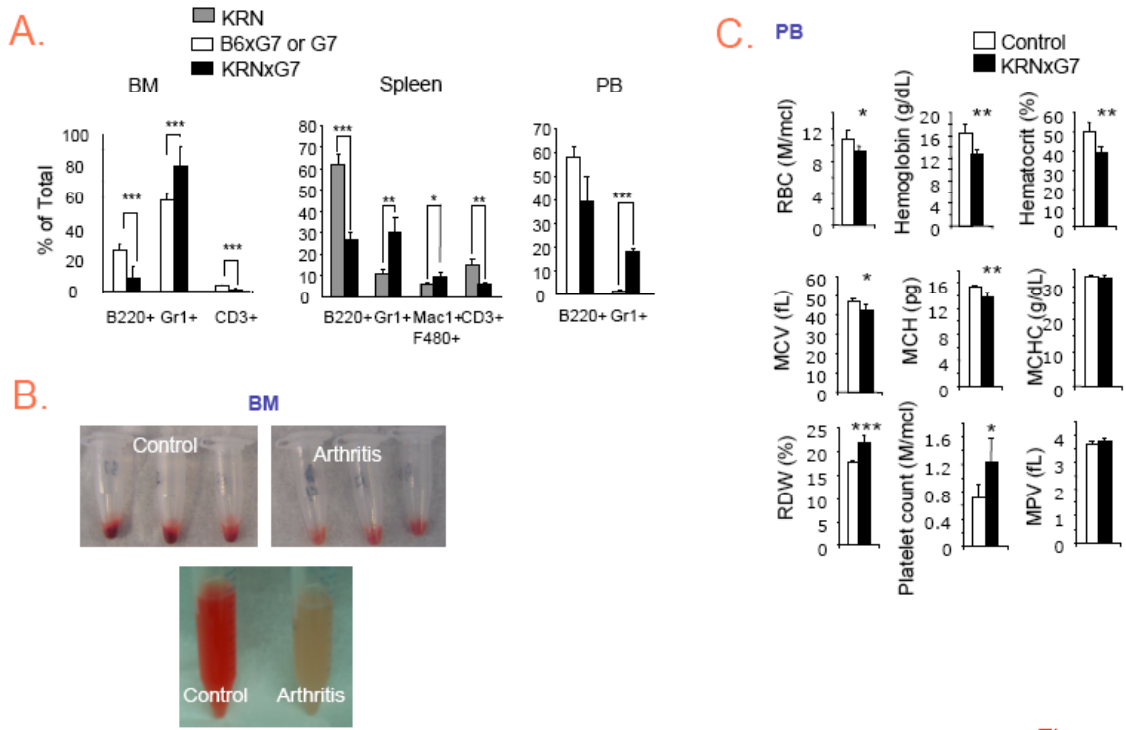 A.
KRN
B6xG7 or G7
KRNxG7
BM
Spleen
PB
% of Total
100
80
60
40
20
0
***
***
***
B220+ Gr1+ CD3+
80
70
60
50
40
30
20
10
0
***
**
*
**
B220+ Gr1+ Mac1+ CD3+
F480+
70
60
50
40
30
20
10
0
***
B220+ Gr1+
B.
BM
Control
Arthritis
Control
Arthritis
C.
PB
Control
KRNxG7
RBC (M/mcl)
12
8
4
0
*
Hemoglobin (g/dL)
20
16
12
8
4
0
**
Hematocrit (%)
60
50
40
30
20
10
0
**
MCV (fL)
50
40
30
20
10
0
*
MCH (pg)
16
12
8
4
0
**
MCHC (g/dL)
30
20
10
0
RDW (%)
25
20
15
10
5
0
***
Platelet count (M/mcl)
1.6
1.2
0.8
0.4
0
*
MPV (fL)
4
3
2
1
0